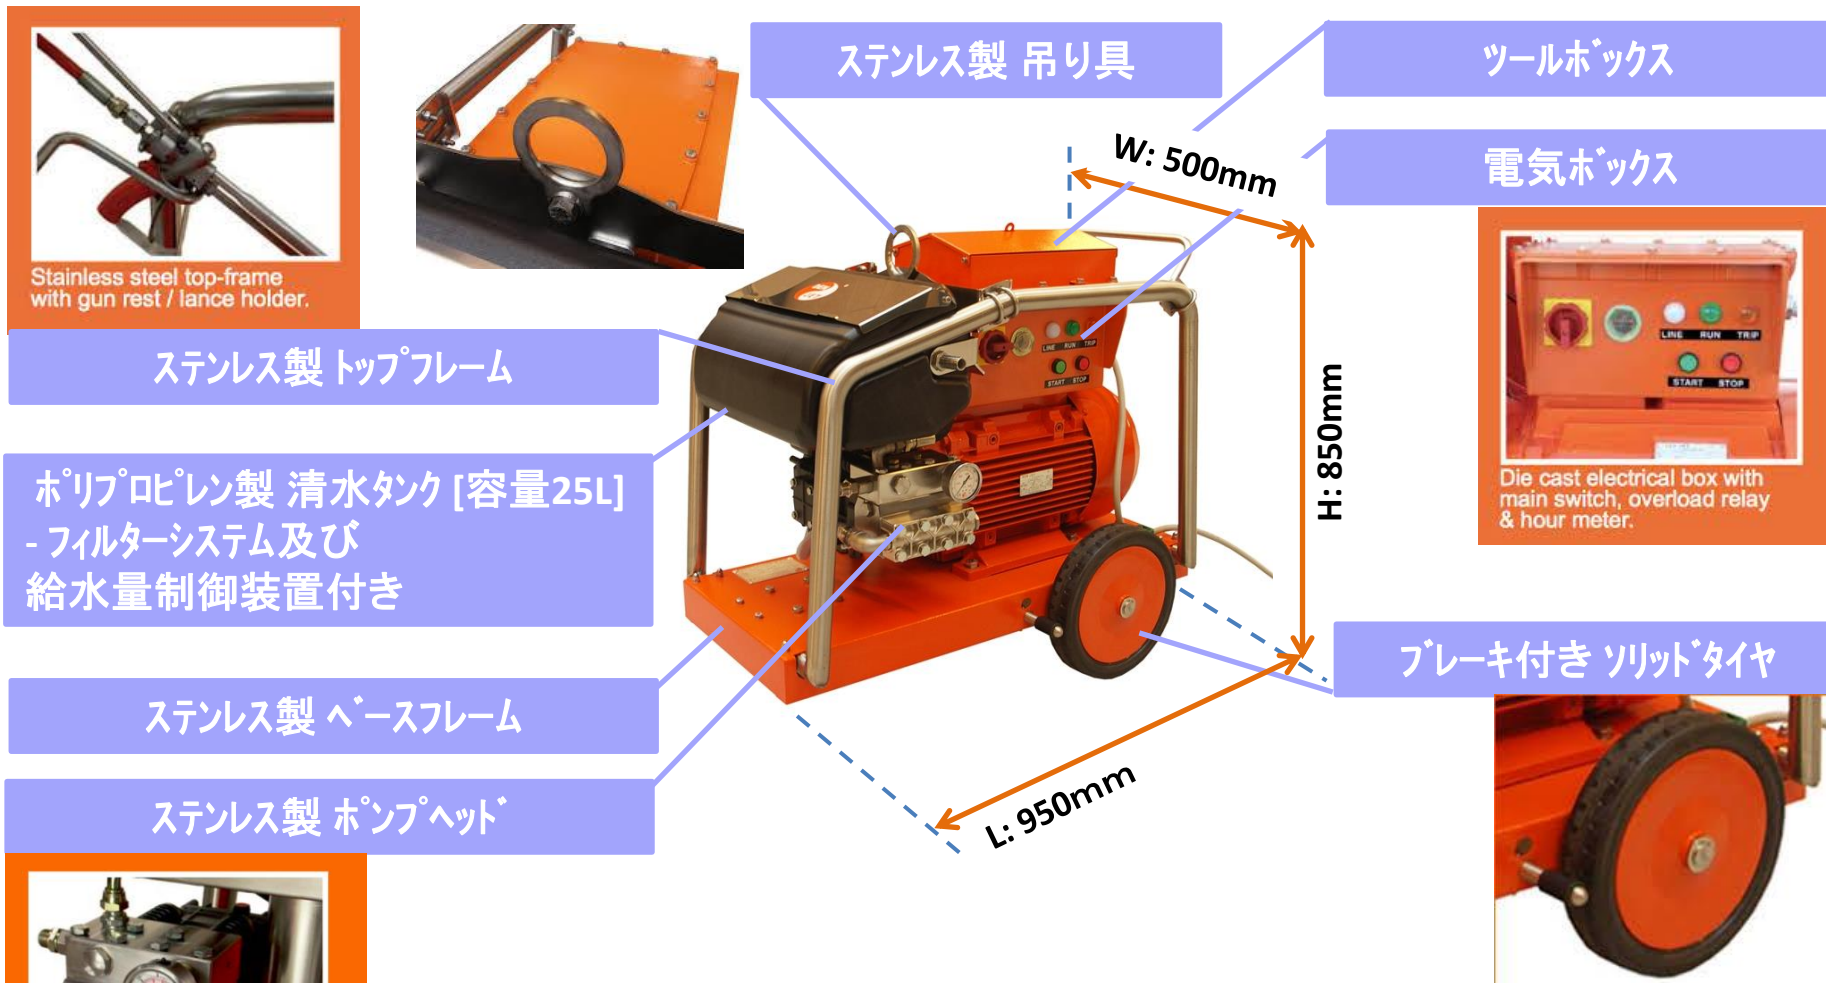 ステンレス製 吊り具
ツールボックス
W: 500mm
電気ボックス
Stainless steel top-frame
with gun rest / lance holder.
ステンレス製 トップフレーム
LINE RUN TRIP
START STOP
LINE RUN TRIP
START STOP
H: 850mm
ポリプロピレン製 清水タンク [容量25L]
- フィルターシステム及び
給水量制御装置付き
Die cast electrical box with
main switch, overload relay
& hour meter.
ブレーキ付き ソリッドタイヤ
ステンレス製 ベースフレーム
L: 950mm
ステンレス製 ポンプヘッド